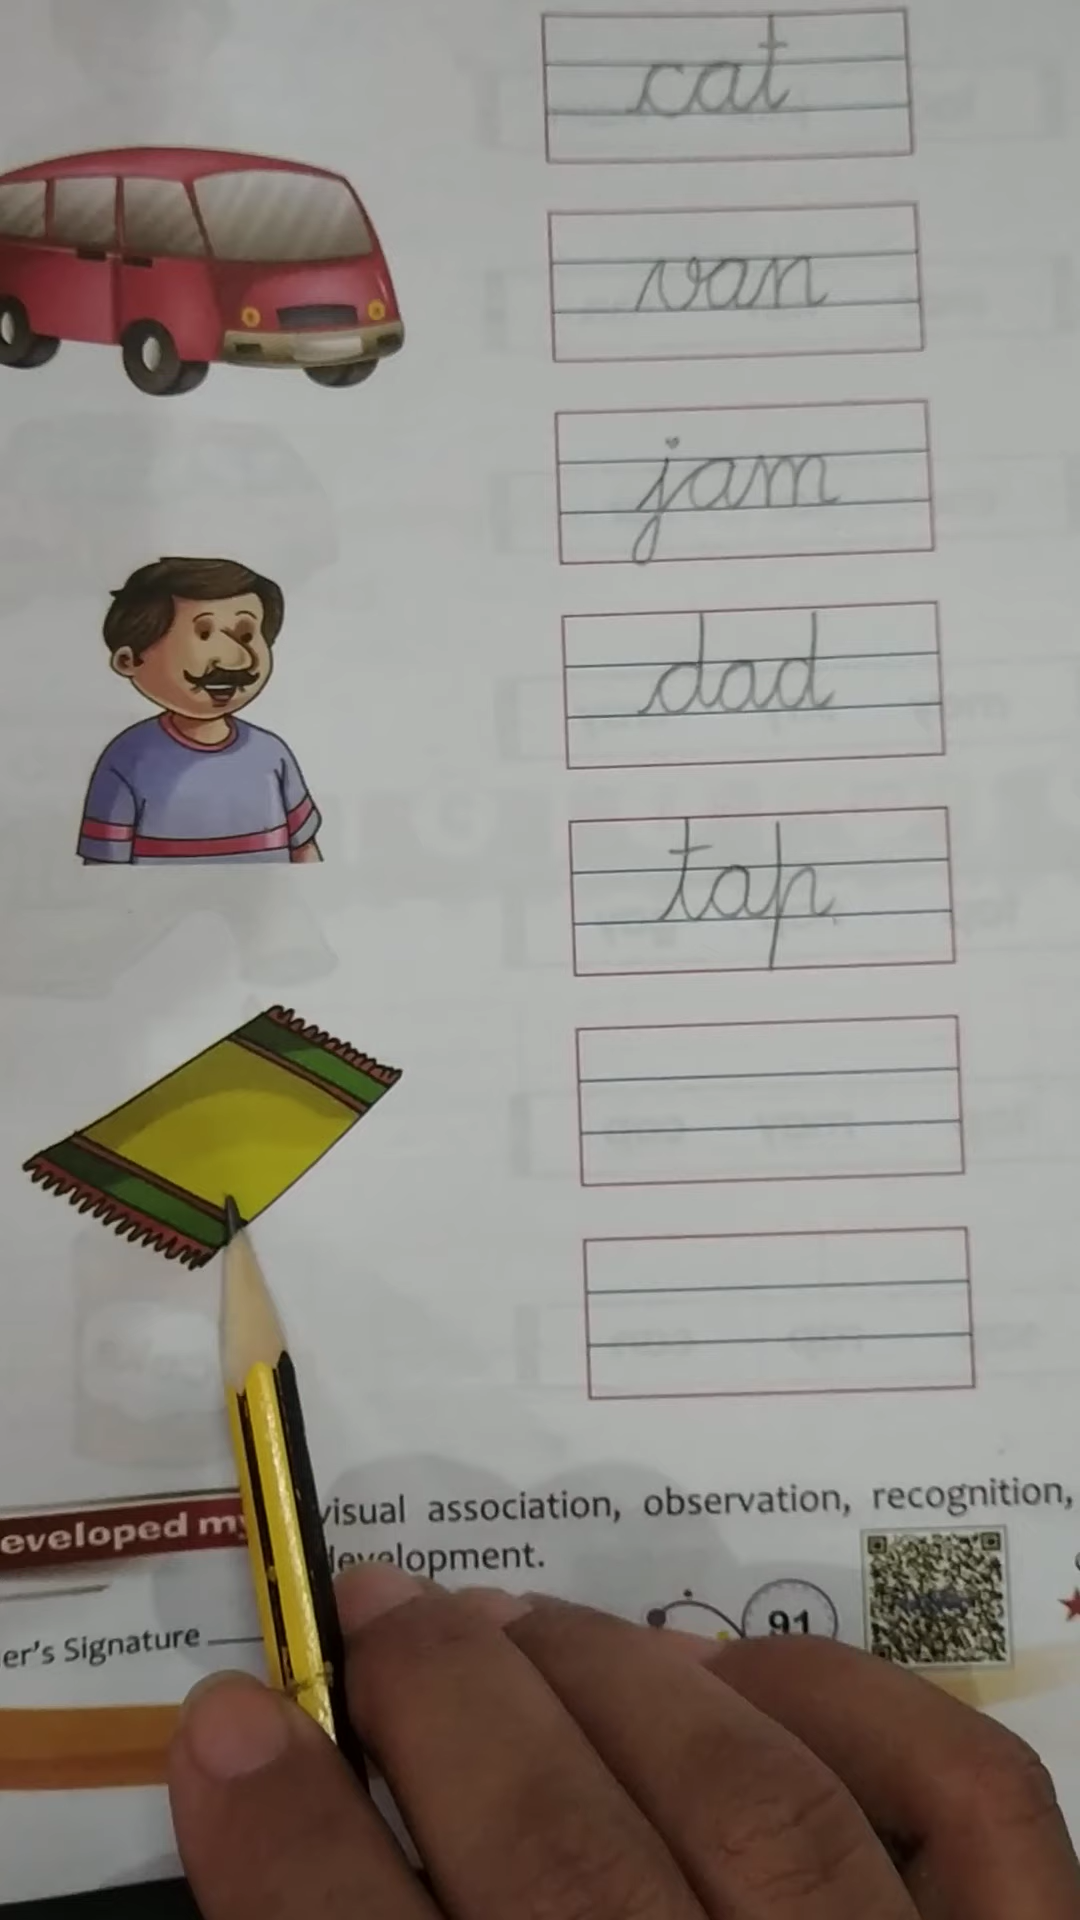 cat
van
jam
dad
tap
eveloped my visual association, observation, recognition,
development.
er's Signature
91